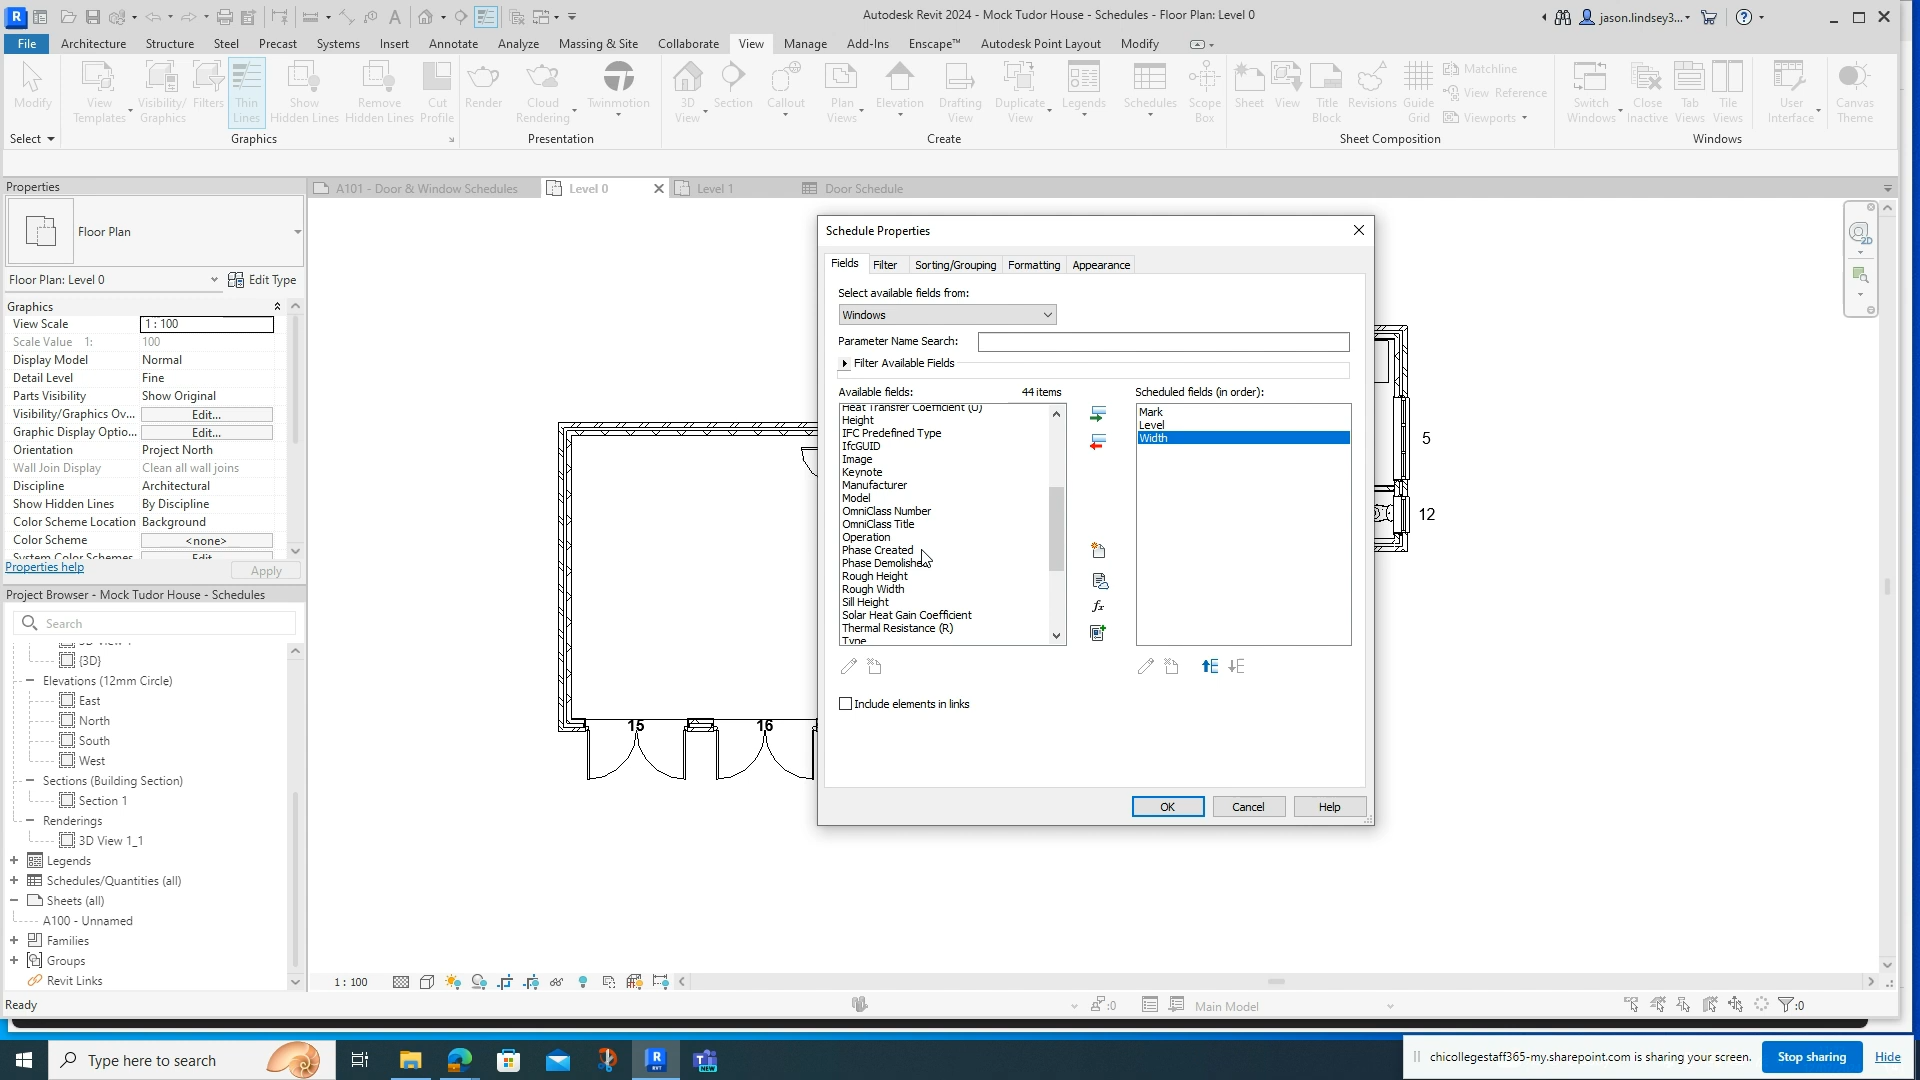 Autodesk Revit 2024 - Mock Tudor House - Schedules - Floor Plan: Level 0
jason.lindsey3...
File Architecture Structure Steel Precast Systems Insert Annotate Analyze Massing & Site Collaborate View Manage Add-Ins Enscape™ Autodesk Point Layout Modify
Modify
View Templates
Visibility/ Graphics
Filters
Thin Lines
Show Hidden Lines
Remove Hidden Lines
Cut Profile
Render
Cloud Rendering
Twinmotion
3D View
Section
Callout
Plan Views
Elevation
Drafting View
Duplicate View
Legends
Schedules
Scope Box
Sheet
View
Title Block
Revisions
Guide Grid
Matchline
View Reference
Viewports
Switch Windows
Close Inactive
Tab Views
Tile Views
User Interface
Canvas Theme
Select
Graphics
Presentation
Create
Sheet Composition
Windows
Properties
A101 - Door & Window Schedules
Level 0
Level 1
Door Schedule
Floor Plan
Floor Plan: Level 0
Edit Type
Graphics
View Scale 1 : 100
Scale Value 1: 100
Display Model Normal
Detail Level Fine
Parts Visibility Show Original
Visibility/Graphics Ov... Edit...
Graphic Display Optio... Edit...
Orientation Project North
Wall Join Display Clean all wall joins
Discipline Architectural
Show Hidden Lines By Discipline
Color Scheme Location Background
Color Scheme <none>
System Color Schemes Edit...
Properties help
Apply
Project Browser - Mock Tudor House - Schedules
Search
3D View 1
{3D}
Elevations (12mm Circle)
East
North
South
West
Sections (Building Section)
Section 1
Renderings
3D View 1_1
Legends
Schedules/Quantities (all)
Sheets (all)
A100 - Unnamed
Families
Groups
Revit Links
Ready
15
16
5
12
2D
Schedule Properties
Fields Filter Sorting/Grouping Formatting Appearance
Select available fields from:
Windows
Parameter Name Search:
Filter Available Fields
Available fields: 44 items
Heat Transfer Coefficient (U)
Height
IFC Predefined Type
IfcGUID
Image
Keynote
Manufacturer
Model
OmniClass Number
OmniClass Title
Operation
Phase Created
Phase Demolished
Rough Height
Rough Width
Sill Height
Solar Heat Gain Coefficient
Thermal Resistance (R)
Type
Scheduled fields (in order):
Mark
Level
Width
Include elements in links
OK
Cancel
Help
1 : 100
:0
Main Model
:0
Type here to search
chicollegestaff365-my.sharepoint.com is sharing your screen.
Stop sharing
Hide